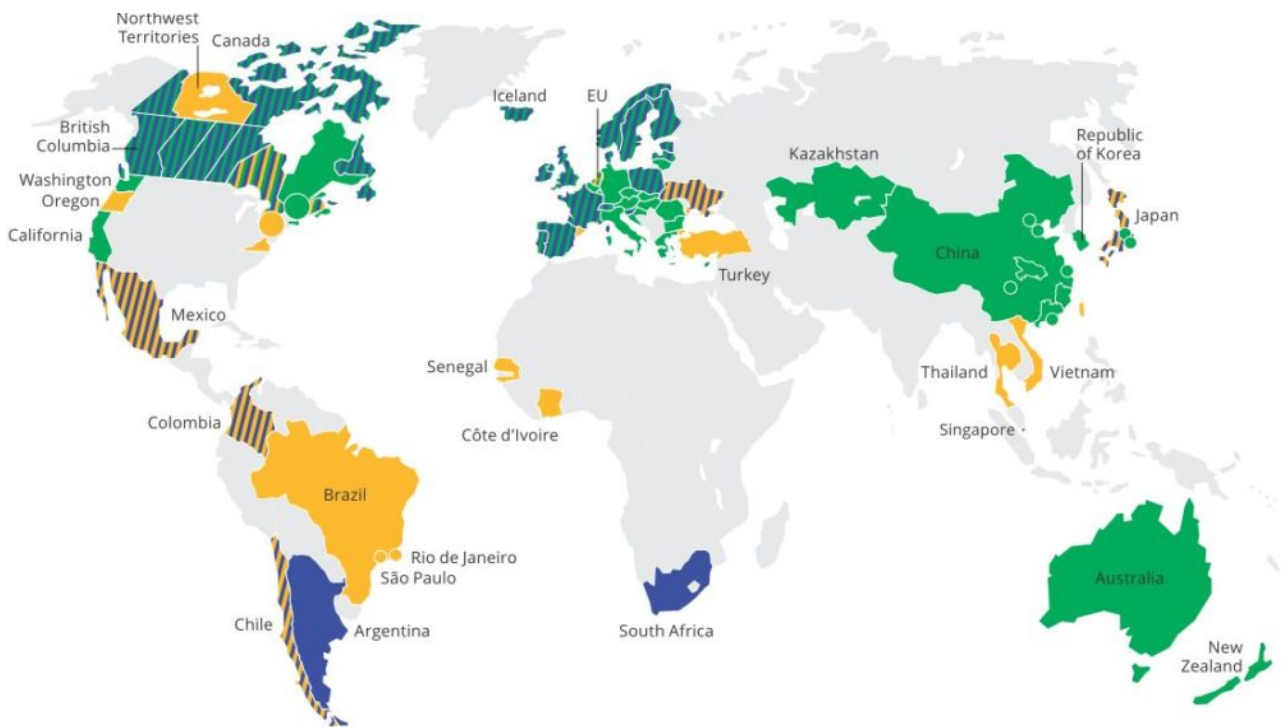 Northwest
Territories
Canada
Iceland
EU
British
Columbia
Republic
of Korea
Kazakhstan
Washington
Oregon
Japan
California
China
Turkey
Mexico
Senegal
Thailand
Vietnam
Colombia
Côte d'Ivoire
Singapore
Brazil
Rio de Janeiro
São Paulo
Australia
Chile
Argentina
South Africa
New
Zealand